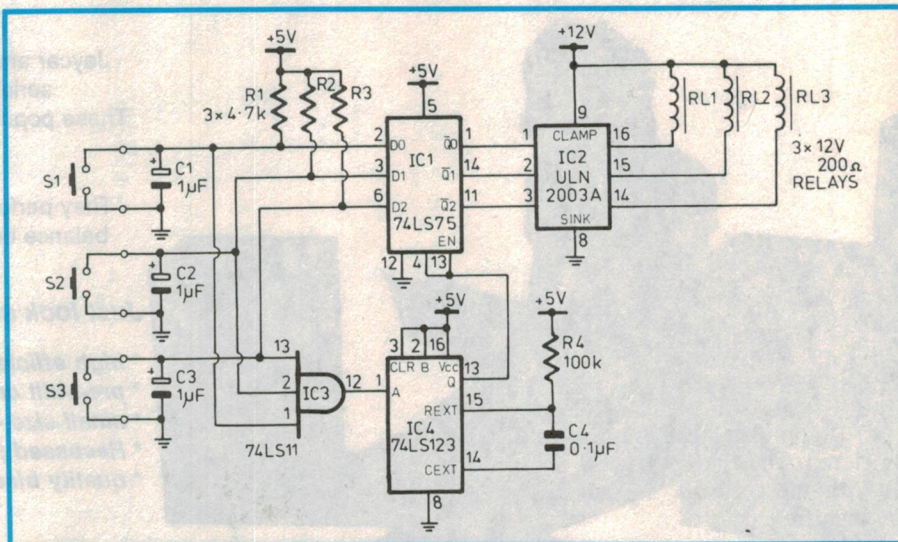 +5V
+12V
Jaycar
R1
R2
R3
+5V
3×4·7k
5
9
RL1
RL2
RL3
2
D0
Q̅0
1
1
CLAMP
16
IC1
IC2
3×12V
S1
C1
1µF
3
D1
Q̅1
14
2
ULN
15
200Ω
RELAYS
6
D2
Q̅2
11
3
2003A
14
74LS75
SINK
EN
8
12
4
13
S2
C2
1µF
+5V
+5V
R4
100k
3
2
16
CLR
B
Vcc
13
Q
S3
C3
1µF
13
2
1
IC3
12
1
A
REXT
15
IC4
74LS123
C4
0·1µF
74LS11
CEXT
14
8